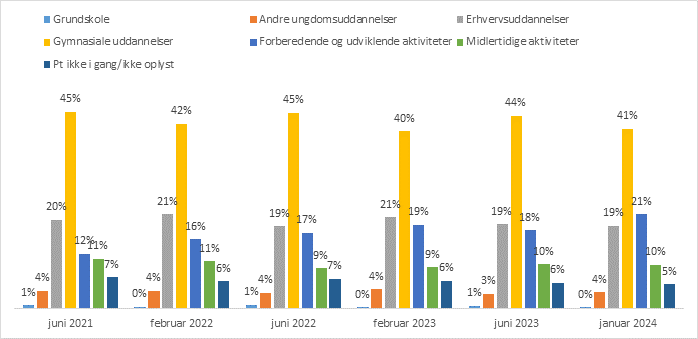 Grundskole Andre ungdomsuddannelser Erhvervsuddannelser
Gymnasiale uddannelser Forberedende og udviklende aktiviteter Midlertidige aktiviteter
Pt ikke i gang/ikke oplyst
1% 4% 20% 45% 12% 11% 7%
0% 4% 21% 42% 16% 11% 6%
1% 4% 19% 45% 17% 9% 7%
0% 4% 21% 40% 19% 9% 6%
1% 3% 19% 44% 18% 10% 6%
0% 4% 19% 41% 21% 10% 5%
juni 2021 februar 2022 juni 2022 februar 2023 juni 2023 januar 2024